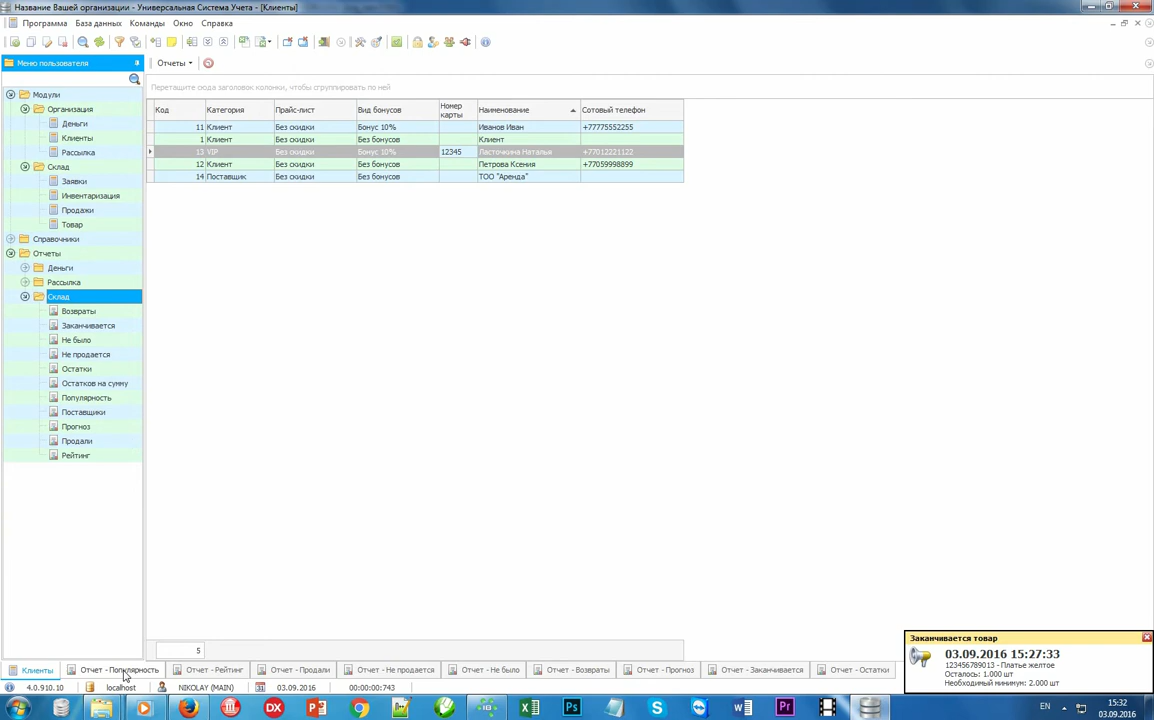 Название Вашей организации - Универсальная Система Учета - [Клиенты]
Программа База данных Команды Окно Справка
Меню пользователя
Отчеты
Перетащите сюда заголовок колонки, чтобы сгруппировать по ней
Код Категория Прайс-лист Вид бонусов Номер карты Наименование Сотовый телефон
11 Клиент Без скидки Бонус 10% Иванов Иван +77775552255
1 Клиент Без скидки Без бонусов Клиент
13 VIP Без скидки Бонус 10% 12345 Ласточкина Наталья +77012221122
12 Клиент Без скидки Без бонусов Петрова Ксения +77059998899
14 Поставщик Без скидки Без бонусов ТОО "Аренда"
Модули
Организация
Деньги
Клиенты
Рассылка
Склад
Заявки
Инвентаризация
Продажи
Товар
Справочники
Отчеты
Деньги
Рассылка
Склад
Возвраты
Заканчивается
Не было
Не продается
Остатки
Остатков на сумму
Популярность
Поставщики
Прогноз
Продали
Рейтинг
5
Заканчивается товар
03.09.2016 15:27:33
123456789013 - Платье желтое
Осталось: 1.000 шт
Необходимый минимум: 2.000 шт
Клиенты Отчет - Популярность Отчет - Рейтинг Отчет - Продали Отчет - Не продается Отчет - Не было Отчет - Возвраты Отчет - Прогноз Отчет - Заканчивается Отчет - Остатки
4.0.910.10 localhost NIKOLAY (MAIN) 03.09.2016 00:00:00:743
EN 15:32
03.09.2016